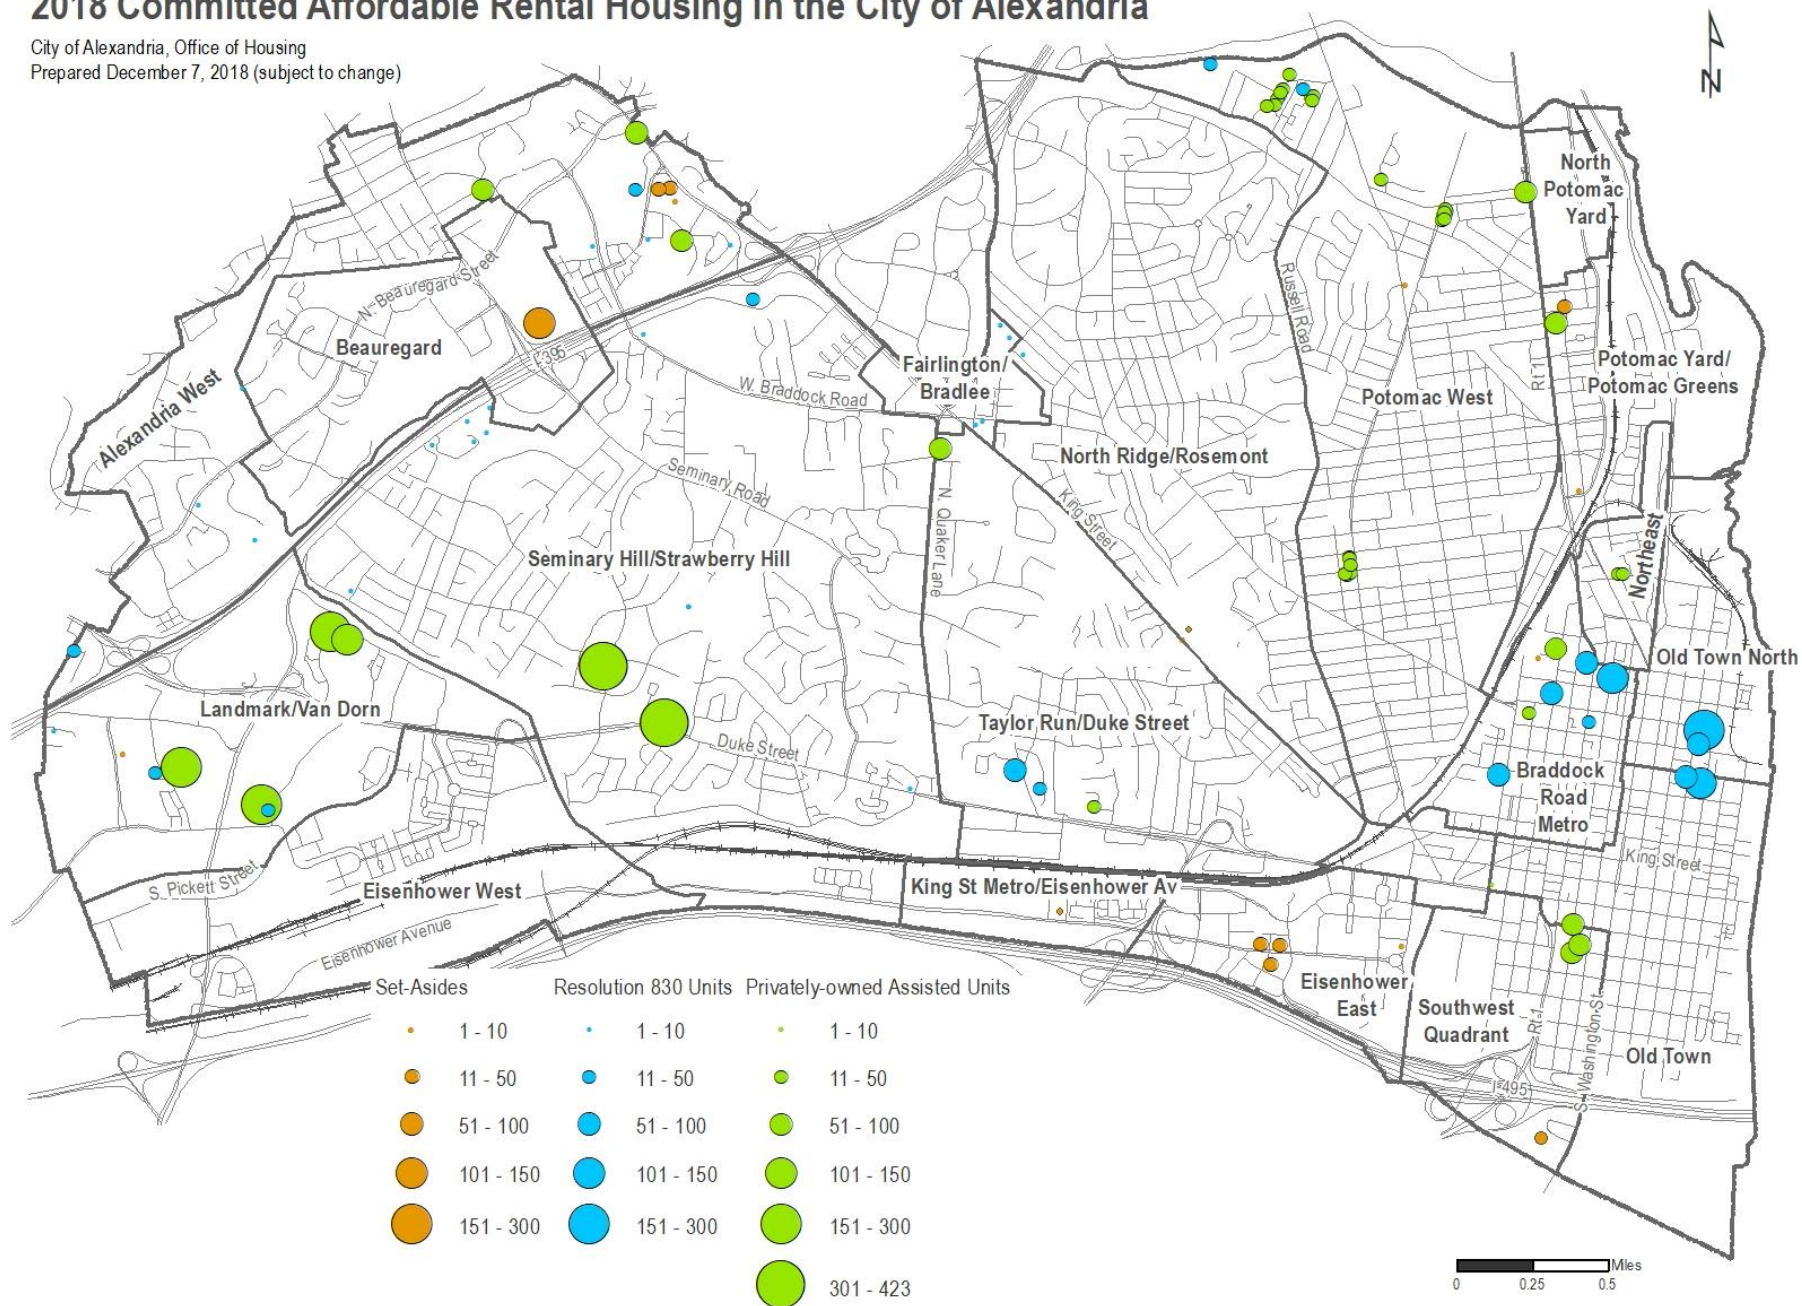 2018 Committed Affordable Rental Housing in the City of Alexandria
City of Alexandria, Office of Housing
Prepared December 7, 2018 (subject to change)
N
North
Potomac
Yard
N. Beauregard Street
Beauregard
I-395
Alexandria West
Fairlington/
Bradlee
W. Braddock Road
Russell Road
Rt 1
Potomac Yard/
Potomac Greens
Potomac West
North Ridge/Rosemont
Seminary Road
N. Quaker Lane
King Street
Seminary Hill/Strawberry Hill
Northeast
Old Town North
Landmark/Van Dorn
Taylor Run/Duke Street
Duke Street
Braddock
Road
Metro
King Street
S. Pickett Street
Eisenhower West
King St Metro/Eisenhower Av
Eisenhower Avenue
Eisenhower
East
Southwest
Quadrant
Rt 1
S. Washington St.
Old Town
I-495
Set-Asides Resolution 830 Units Privately-owned Assisted Units
1 - 10 1 - 10 1 - 10
11 - 50 11 - 50 11 - 50
51 - 100 51 - 100 51 - 100
101 - 150 101 - 150 101 - 150
151 - 300 151 - 300 151 - 300
301 - 423
Miles
0 0.25 0.5